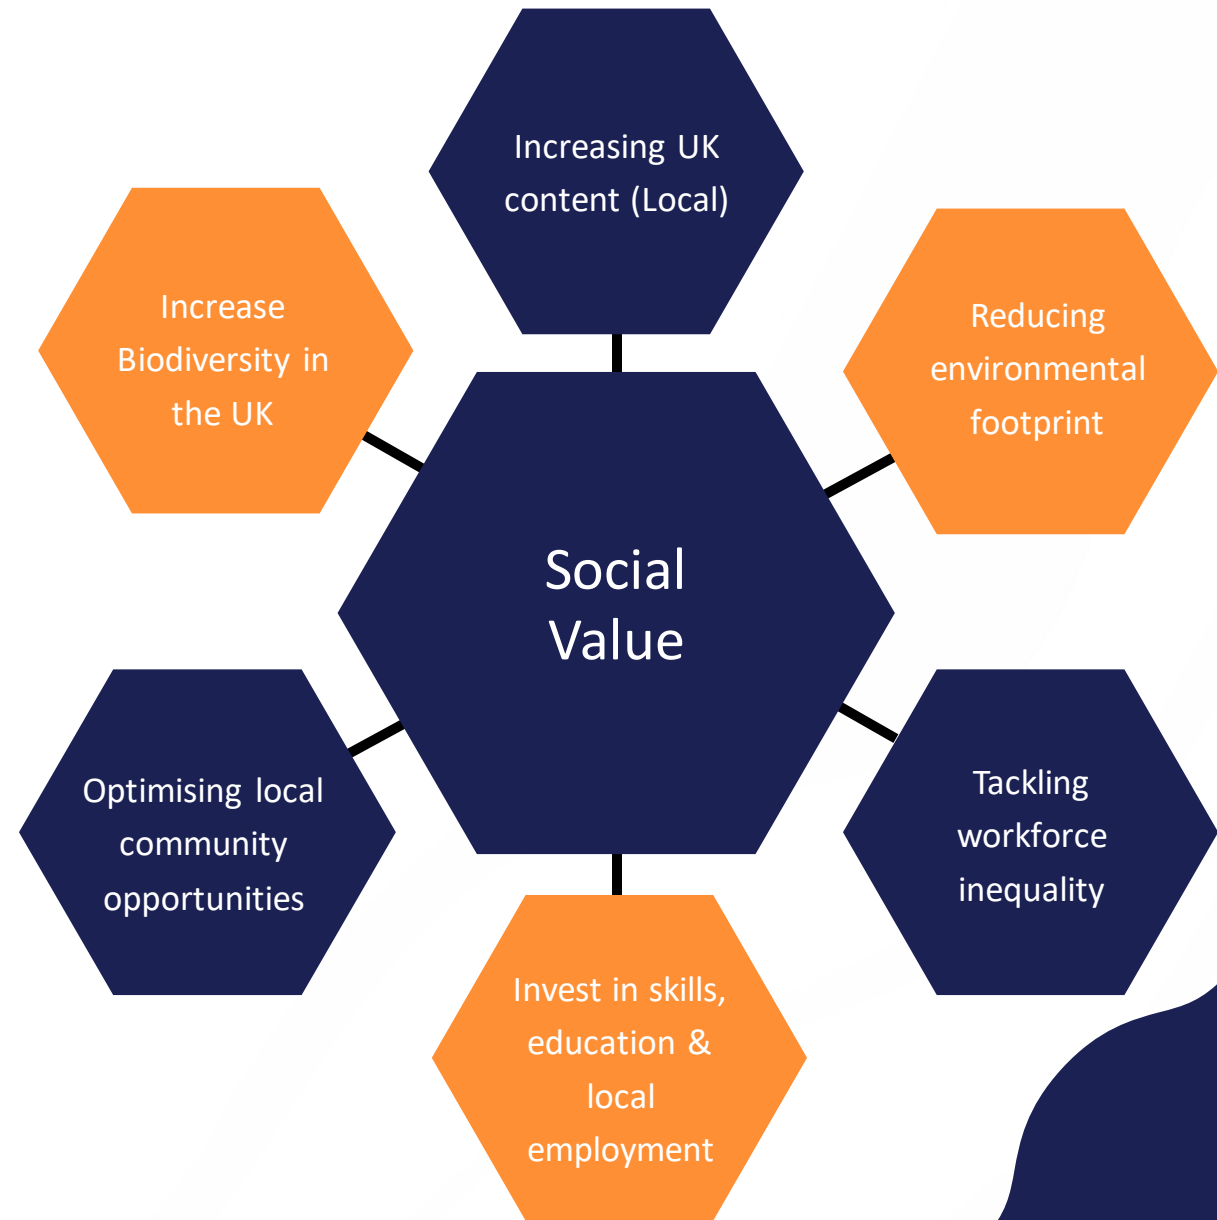 Increasing UK
content (Local)
Increase
Biodiversity in
the UK
Reducing
environmental
footprint
Social
Value
Optimising local
community
opportunities
Tackling
workforce
inequality
Invest in skills,
education &
local
employment